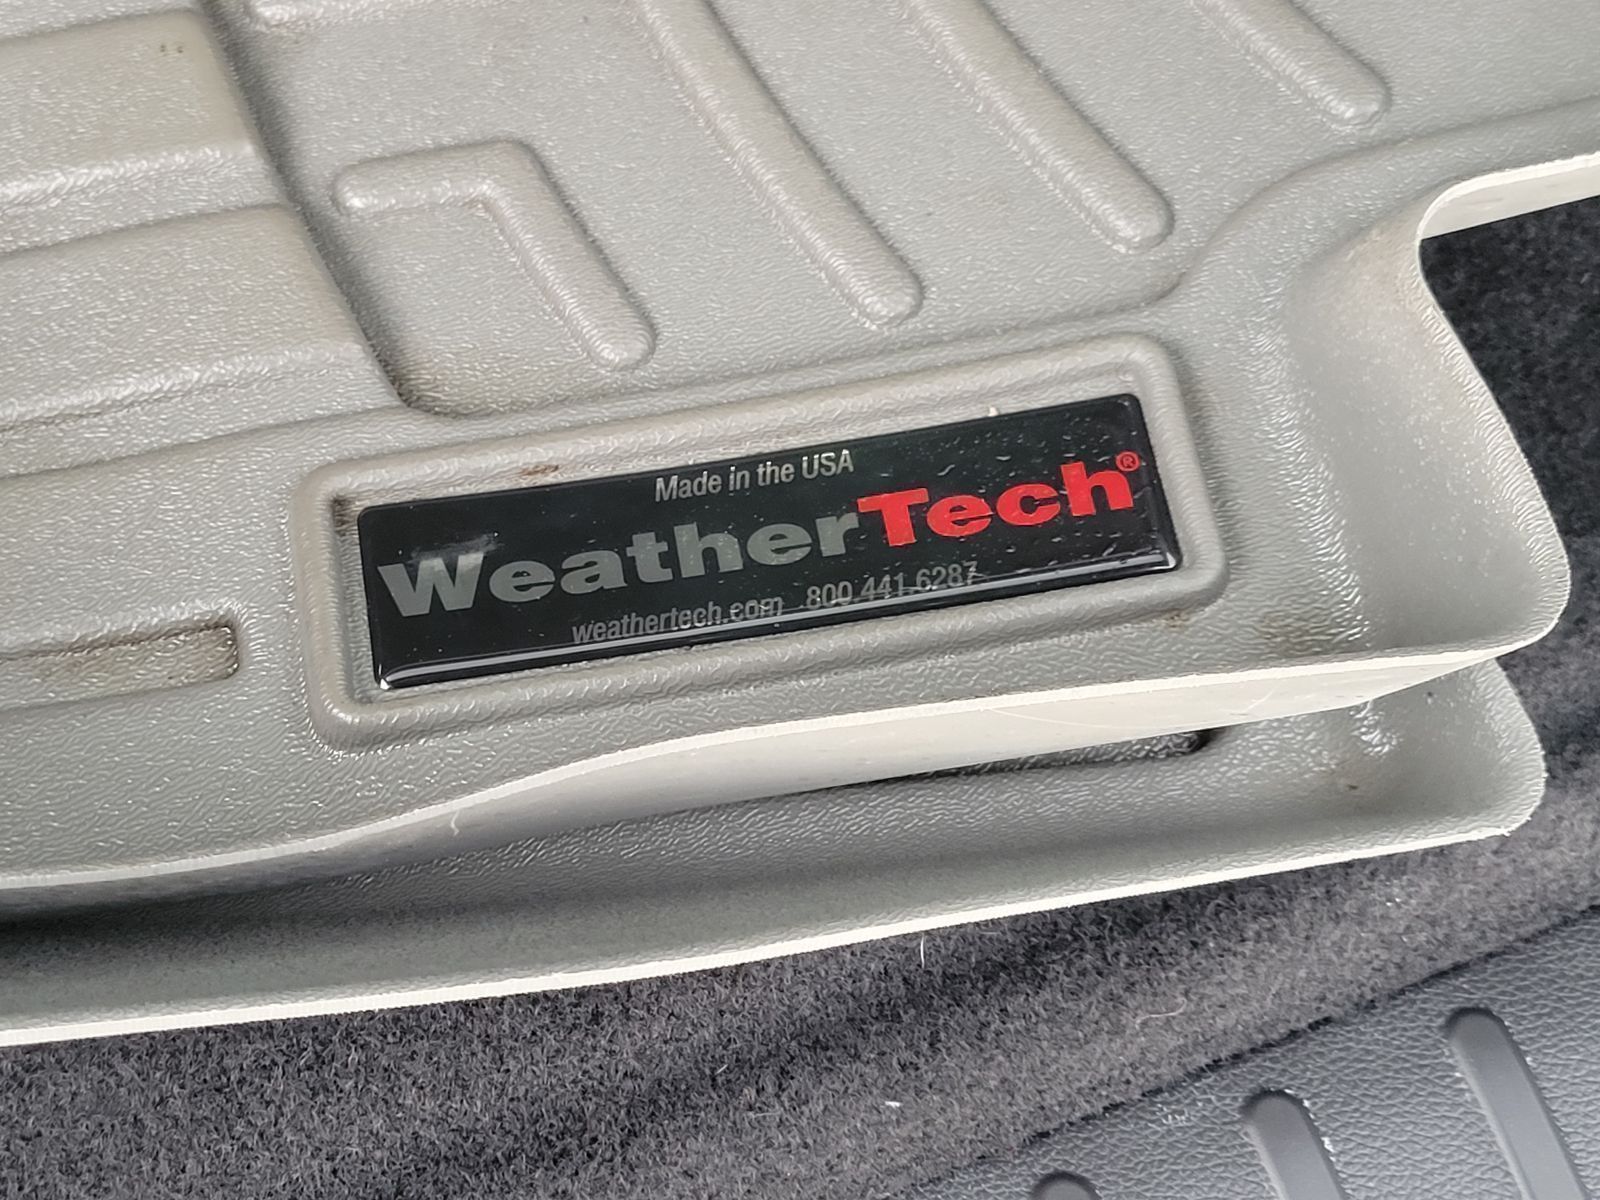 Made in the USA
WeatherTech®
weathertech.com 800.441.6287